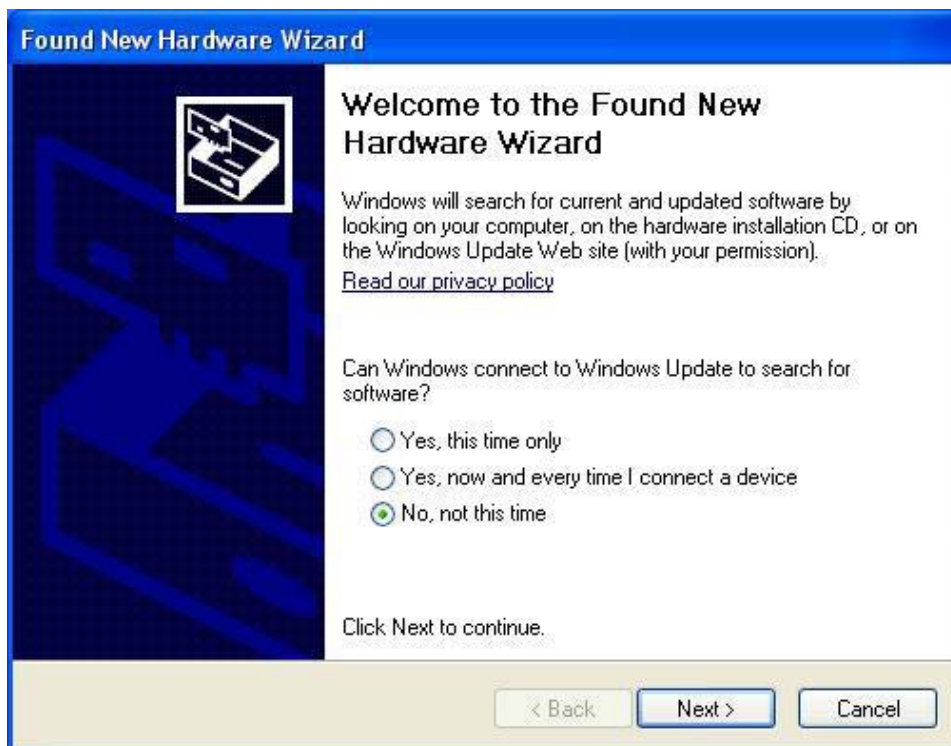 Found New Hardware Wizard
Welcome to the Found New
Hardware Wizard
Windows will search for current and updated software by
looking on your computer, on the hardware installation CD, or on
the Windows Update Web site (with your permission).
Read our privacy policy
Can Windows connect to Windows Update to search for
software?
Yes, this time only
Yes, now and every time I connect a device
No, not this time
Click Next to continue.
< Back Next > Cancel